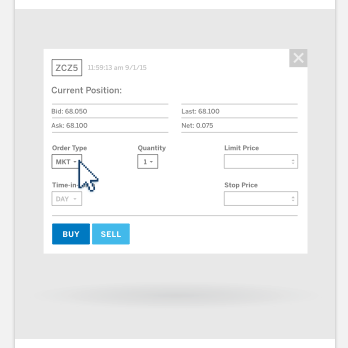 ZCZ5 11:59:13 am 9/1/15
Current Position:
Bid: 68.050 Last: 68.100
Ask: 68.100 Net: 0.075
Order Type Quantity Limit Price
MKT 1
Time-in- Stop Price
DAY
BUY SELL